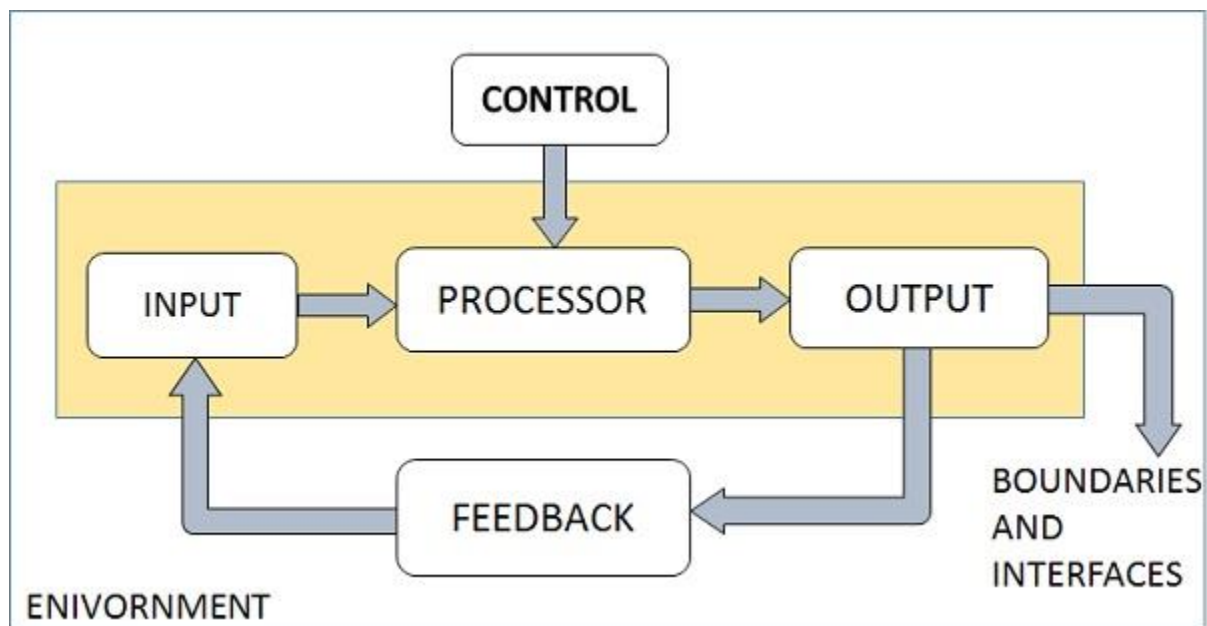 CONTROL
INPUT
PROCESSOR
OUTPUT
FEEDBACK
BOUNDARIES
AND
INTERFACES
ENIVORNMENT